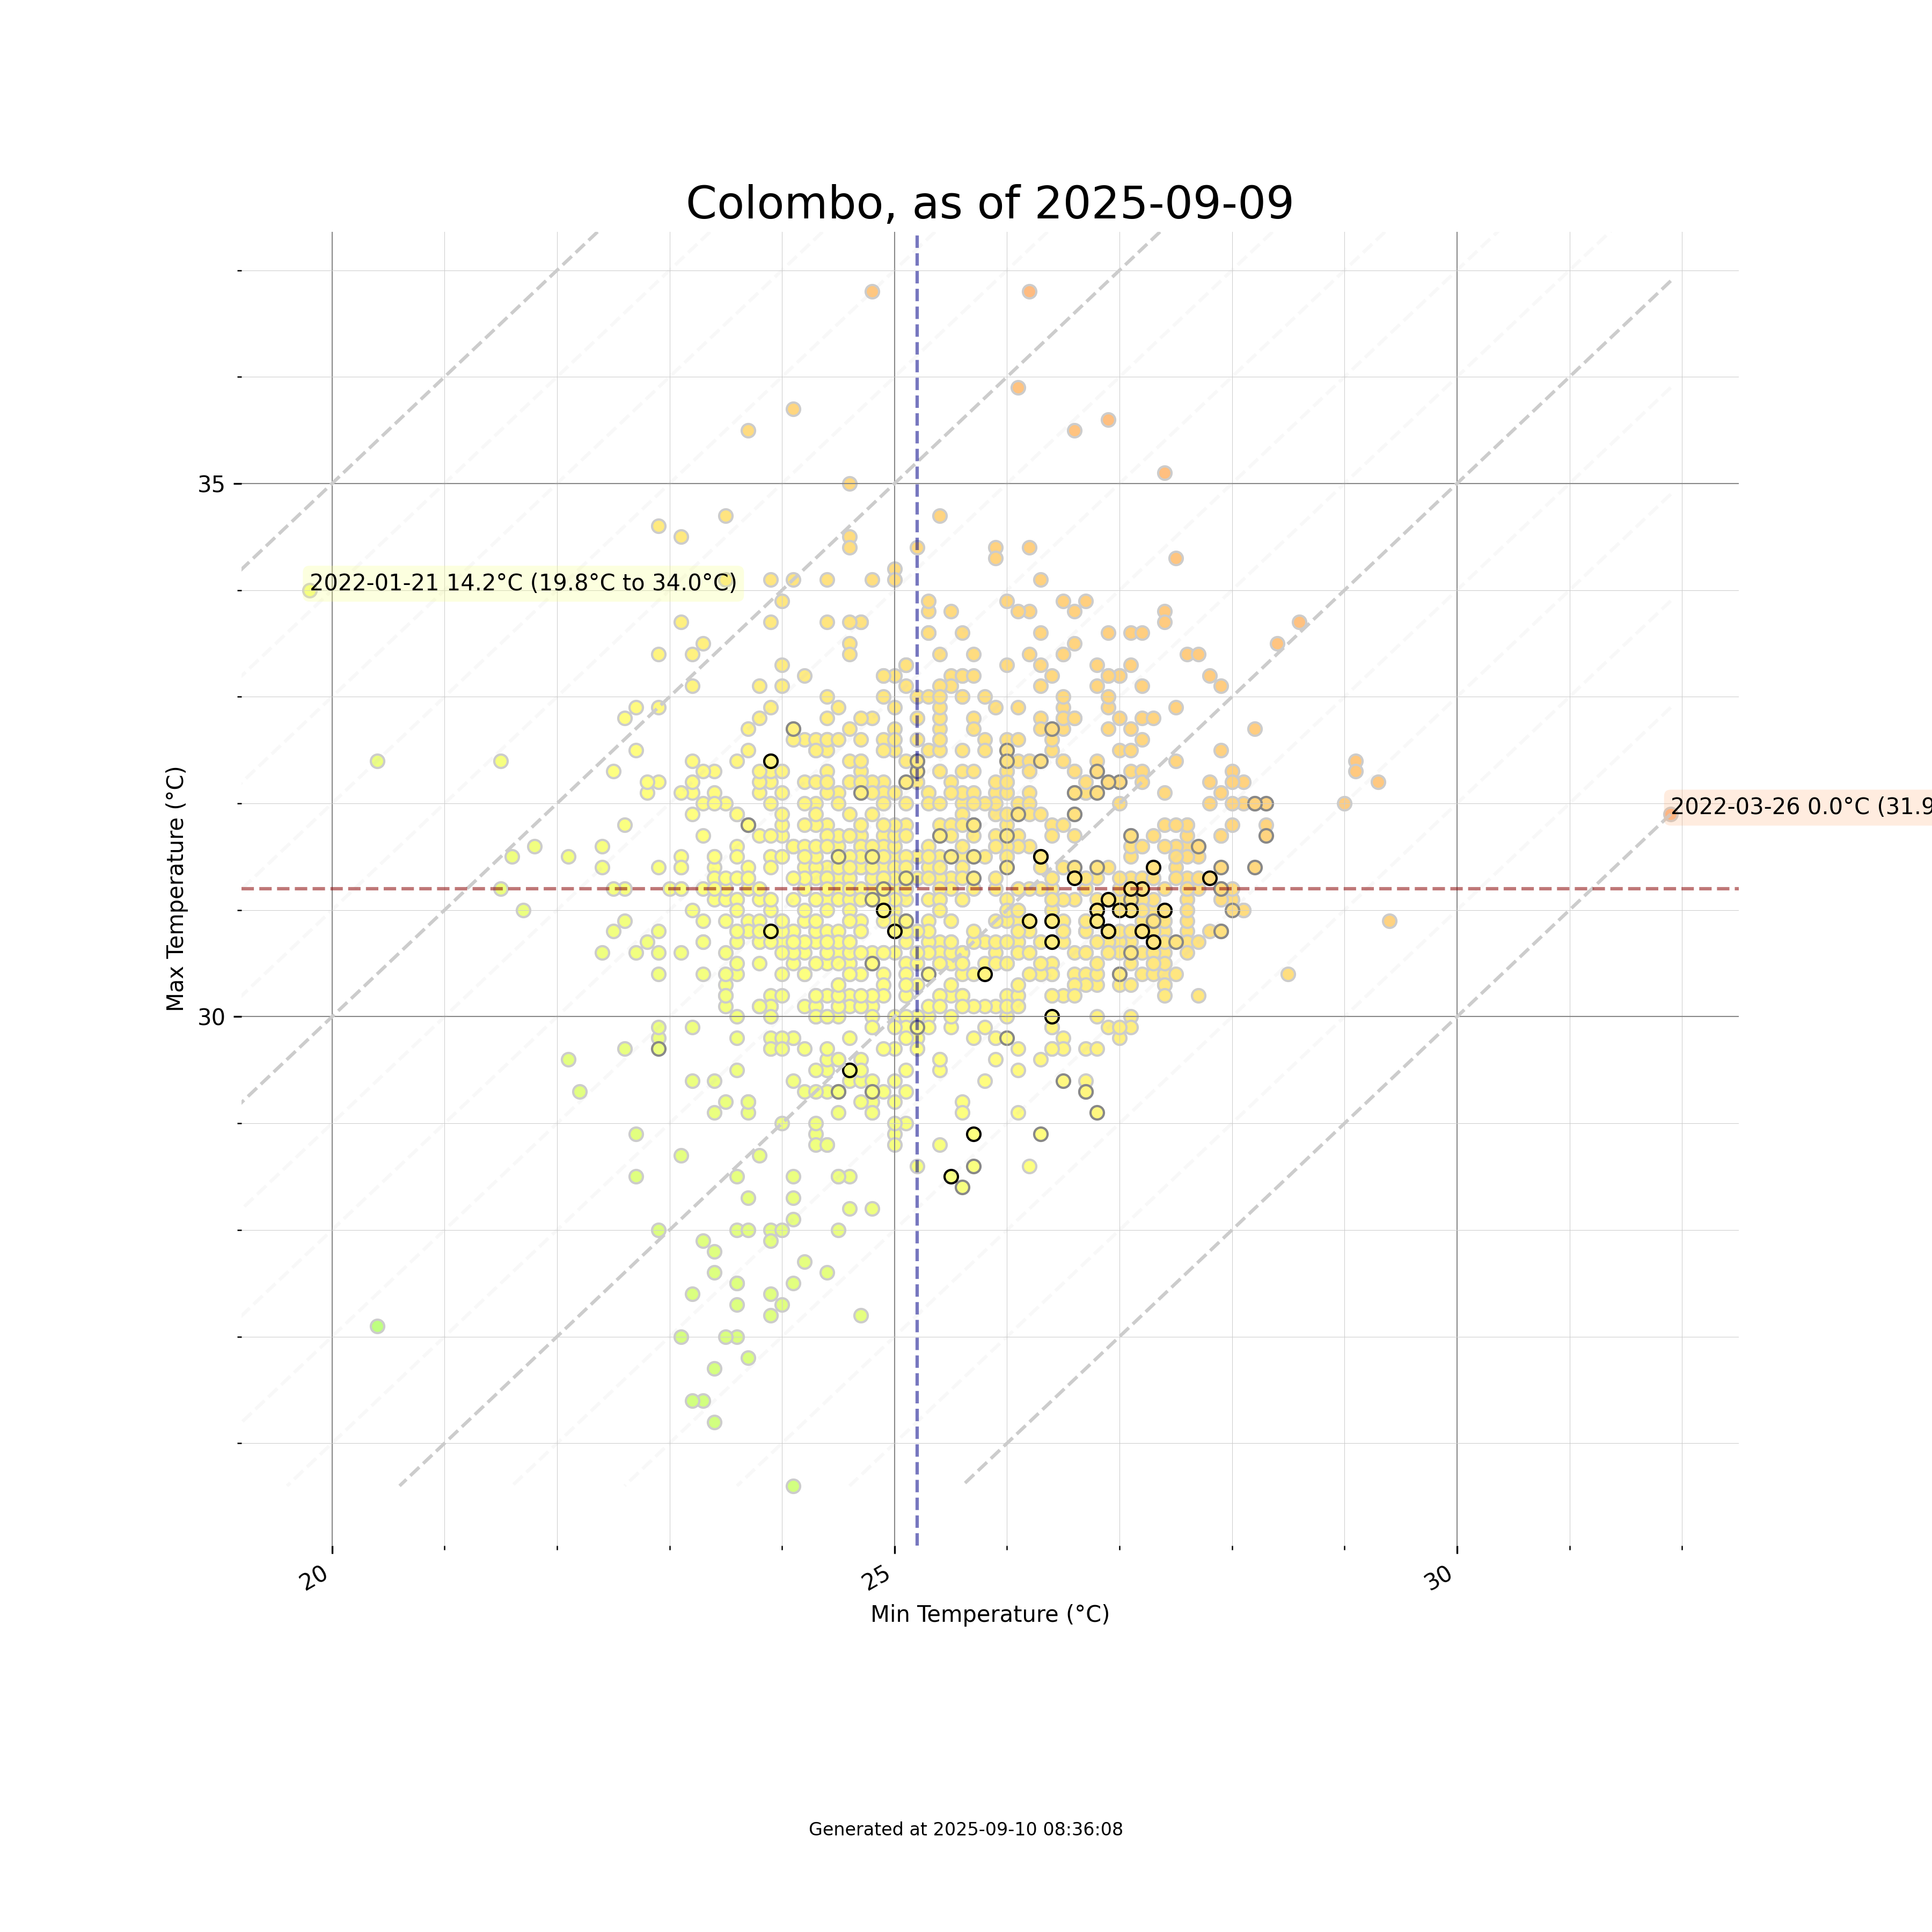 Colombo, as of 2025-09-09
35
2022-01-21 14.2°C (19.8°C to 34.0°C)
2022-03-26 0.0°C (31.9
Max Temperature (°C)
30
20
25
30
Min Temperature (°C)
Generated at 2025-09-10 08:36:08